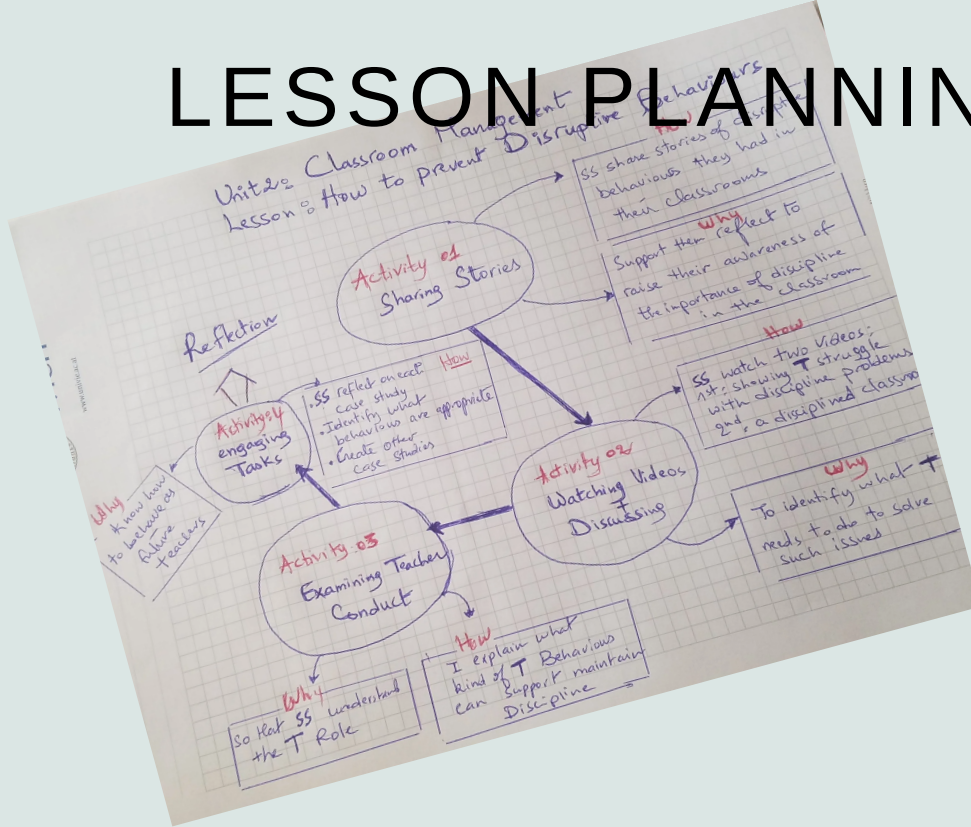 LESSON PLANNIN
Unit 2: Classroom Management
Lesson: How to prevent Disruptive Behaviours
Activity 01
Sharing Stories
How
SS share stories of disruptive
behaviours they had in
their classrooms
Why
Support them reflect to
raise their awareness of
the importance of discipline
in the classroom
Activity 02
Watching Videos
Discussing
How
SS watch two videos:
1st: showing T struggle
with discipline problems
2nd, a disciplined classroo
Why
To identify what T
needs to do to solve
such issues
Activity 03
Examining Teacher
Conduct
How
I explain what
kind of T Behavious
can support maintain
Discipline
Why
So that SS understand
the T Role
Reflection
Activity 4
engaging
Tasks
How
.SS reflect on each
case study
.Identify what
behavious are appropriate
.Create other
case studies
Why
Know how
to behave as
future
teachers